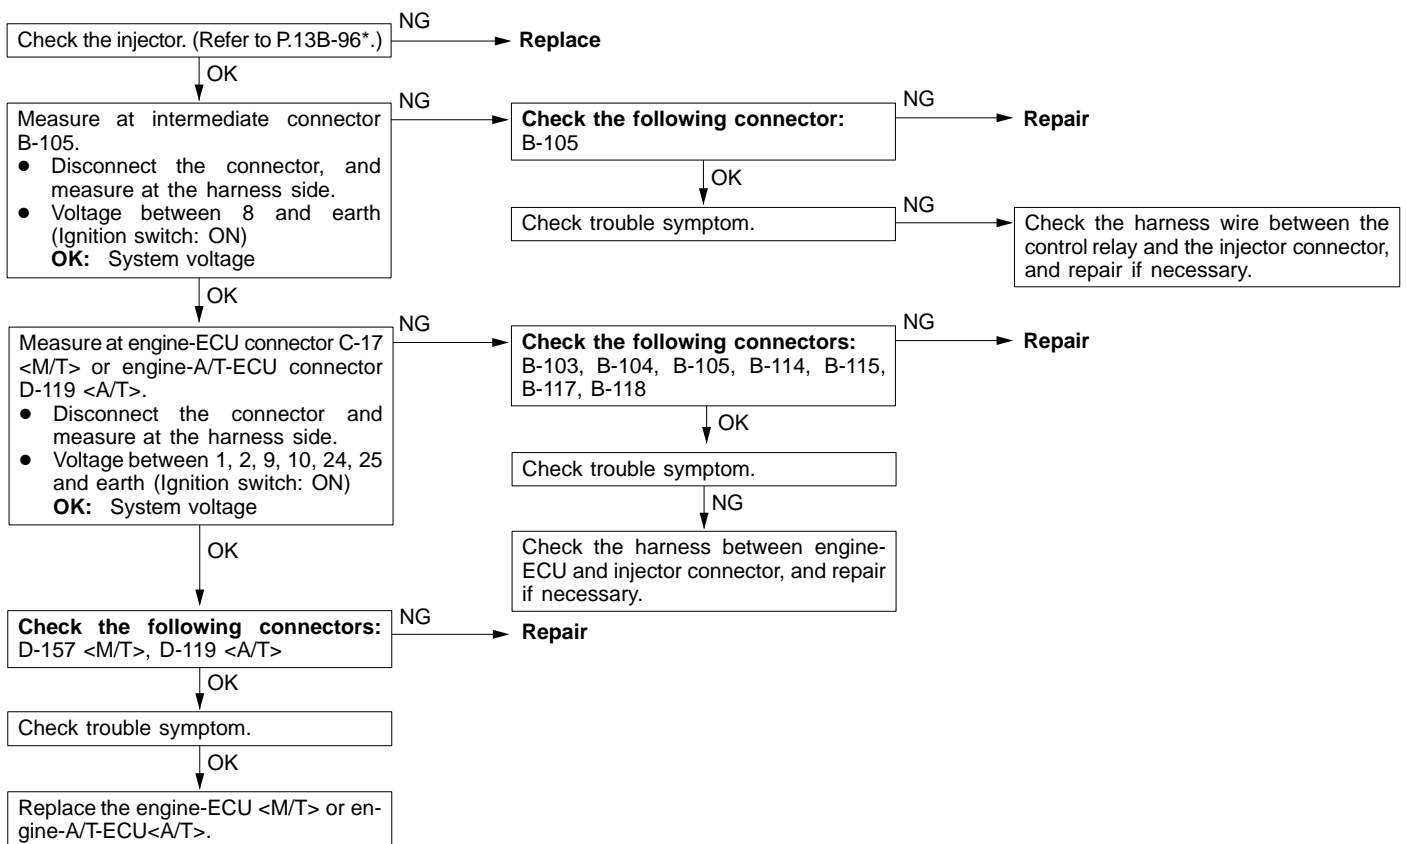 Check the injector. (Refer to P.13B-96*.)
NG
Replace
OK
Measure at intermediate connector
B-105.
● Disconnect the connector, and
measure at the harness side.
● Voltage between 8 and earth
(Ignition switch: ON)
OK: System voltage
NG
Check the following connector:
B-105
NG
Repair
OK
Check trouble symptom.
NG
Check the harness wire between the
control relay and the injector connector,
and repair if necessary.
OK
Measure at engine-ECU connector C-17
<M/T> or engine-A/T-ECU connector
D-119 <A/T>.
● Disconnect the connector and
measure at the harness side.
● Voltage between 1, 2, 9, 10, 24, 25
and earth (Ignition switch: ON)
OK: System voltage
NG
Check the following connectors:
B-103, B-104, B-105, B-114, B-115,
B-117, B-118
NG
Repair
OK
Check trouble symptom.
NG
Check the harness between engine-
ECU and injector connector, and repair
if necessary.
OK
Check the following connectors:
D-157 <M/T>, D-119 <A/T>
NG
Repair
OK
Check trouble symptom.
OK
Replace the engine-ECU <M/T> or en-
gine-A/T-ECU<A/T>.